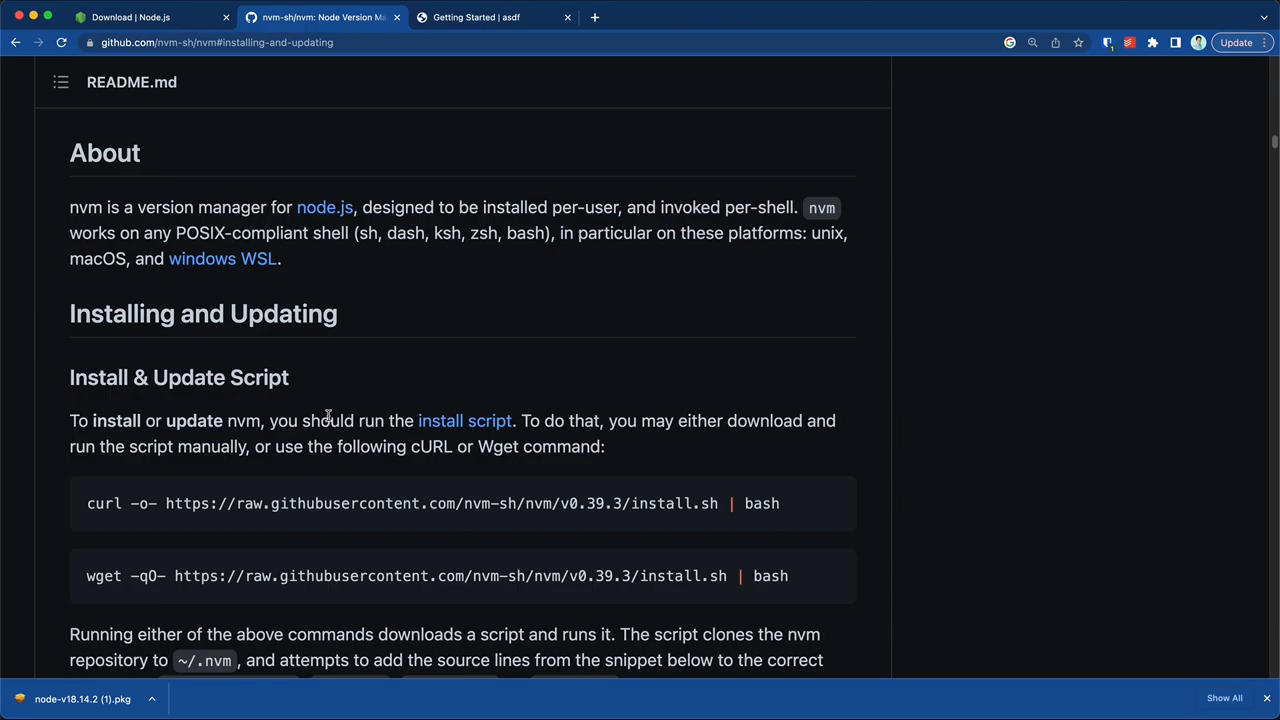 Download | Node.js
nvm-sh/nvm: Node Version Ma
Getting Started | asdf
github.com/nvm-sh/nvm#installing-and-updating
Update
README.md
About
nvm is a version manager for node.js, designed to be installed per-user, and invoked per-shell. nvm
works on any POSIX-compliant shell (sh, dash, ksh, zsh, bash), in particular on these platforms: unix,
macOS, and windows WSL.
Installing and Updating
Install & Update Script
To install or update nvm, you should run the install script. To do that, you may either download and
run the script manually, or use the following cURL or Wget command:
curl -o- https://raw.githubusercontent.com/nvm-sh/nvm/v0.39.3/install.sh | bash
wget -qO- https://raw.githubusercontent.com/nvm-sh/nvm/v0.39.3/install.sh | bash
Running either of the above commands downloads a script and runs it. The script clones the nvm
repository to ~/.nvm, and attempts to add the source lines from the snippet below to the correct
node-v18.14.2 (1).pkg
Show All